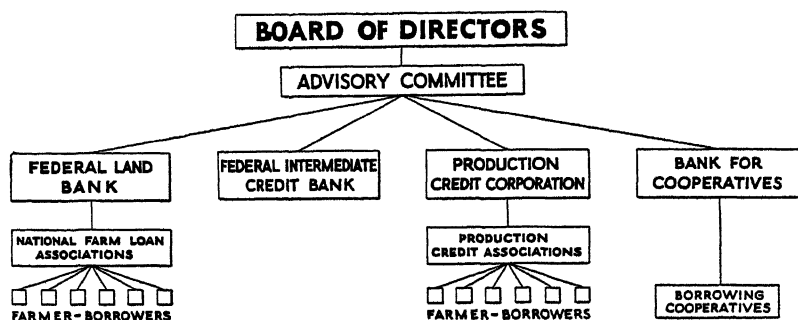 BOARD OF DIRECTORS
ADVISORY COMMITTEE
FEDERAL LAND
BANK
FEDERAL INTERMEDIATE
CREDIT BANK
PRODUCTION
CREDIT CORPORATION
BANK FOR
COOPERATIVES
NATIONAL FARM LOAN
ASSOCIATIONS
PRODUCTION
CREDIT ASSOCIATIONS
FARMER-BORROWERS
FARMER-BORROWERS
BORROWING
COOPERATIVES